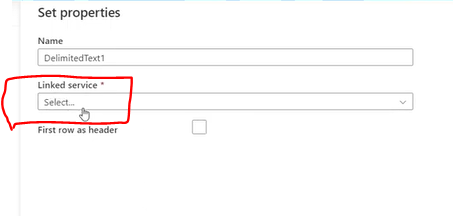 Set properties
Name
DelimitedText1
Linked service *
Select...
First row as header